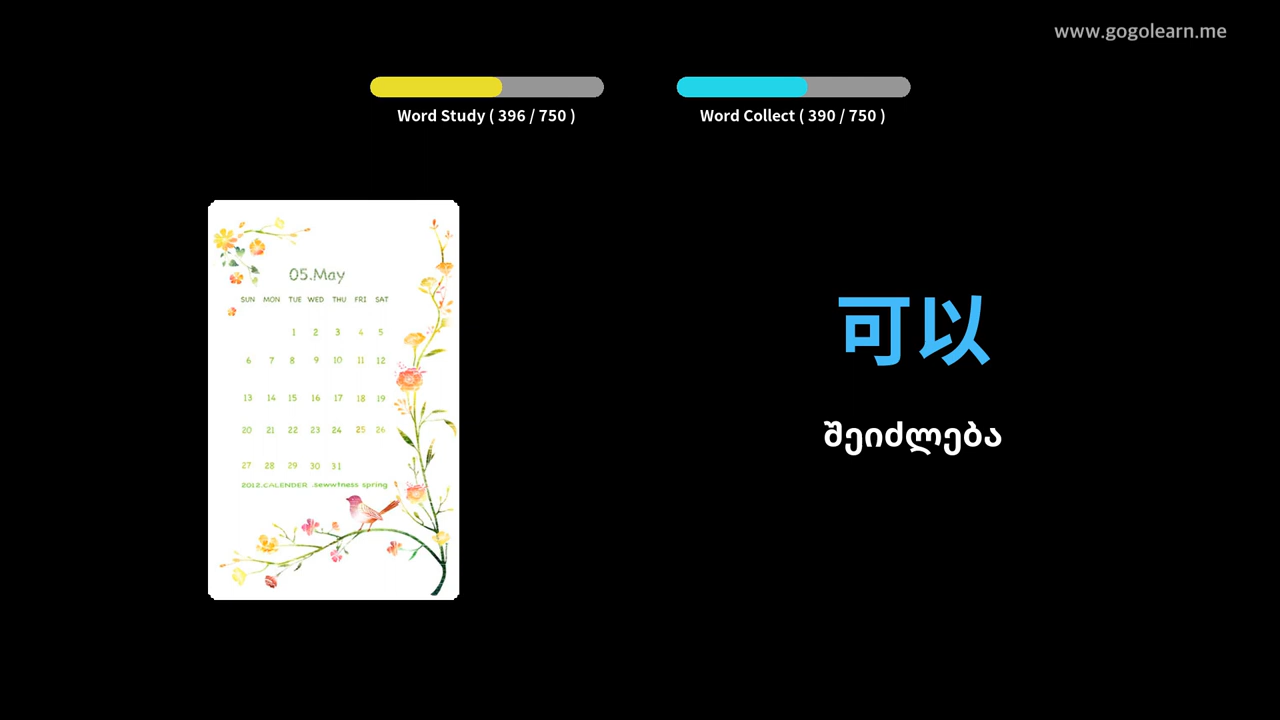 www.gogolearn.me
Word Study ( 396 / 750 )
Word Collect ( 390 / 750 )
05.May
SUN MON TUE WED THU FRI SAT
1 2 3 4 5
6 7 8 9 10 11 12
13 14 15 16 17 18 19
20 21 22 23 24 25 26
27 28 29 30 31
2012.CALENDER .sewwtness spring
可以
შეიძლება